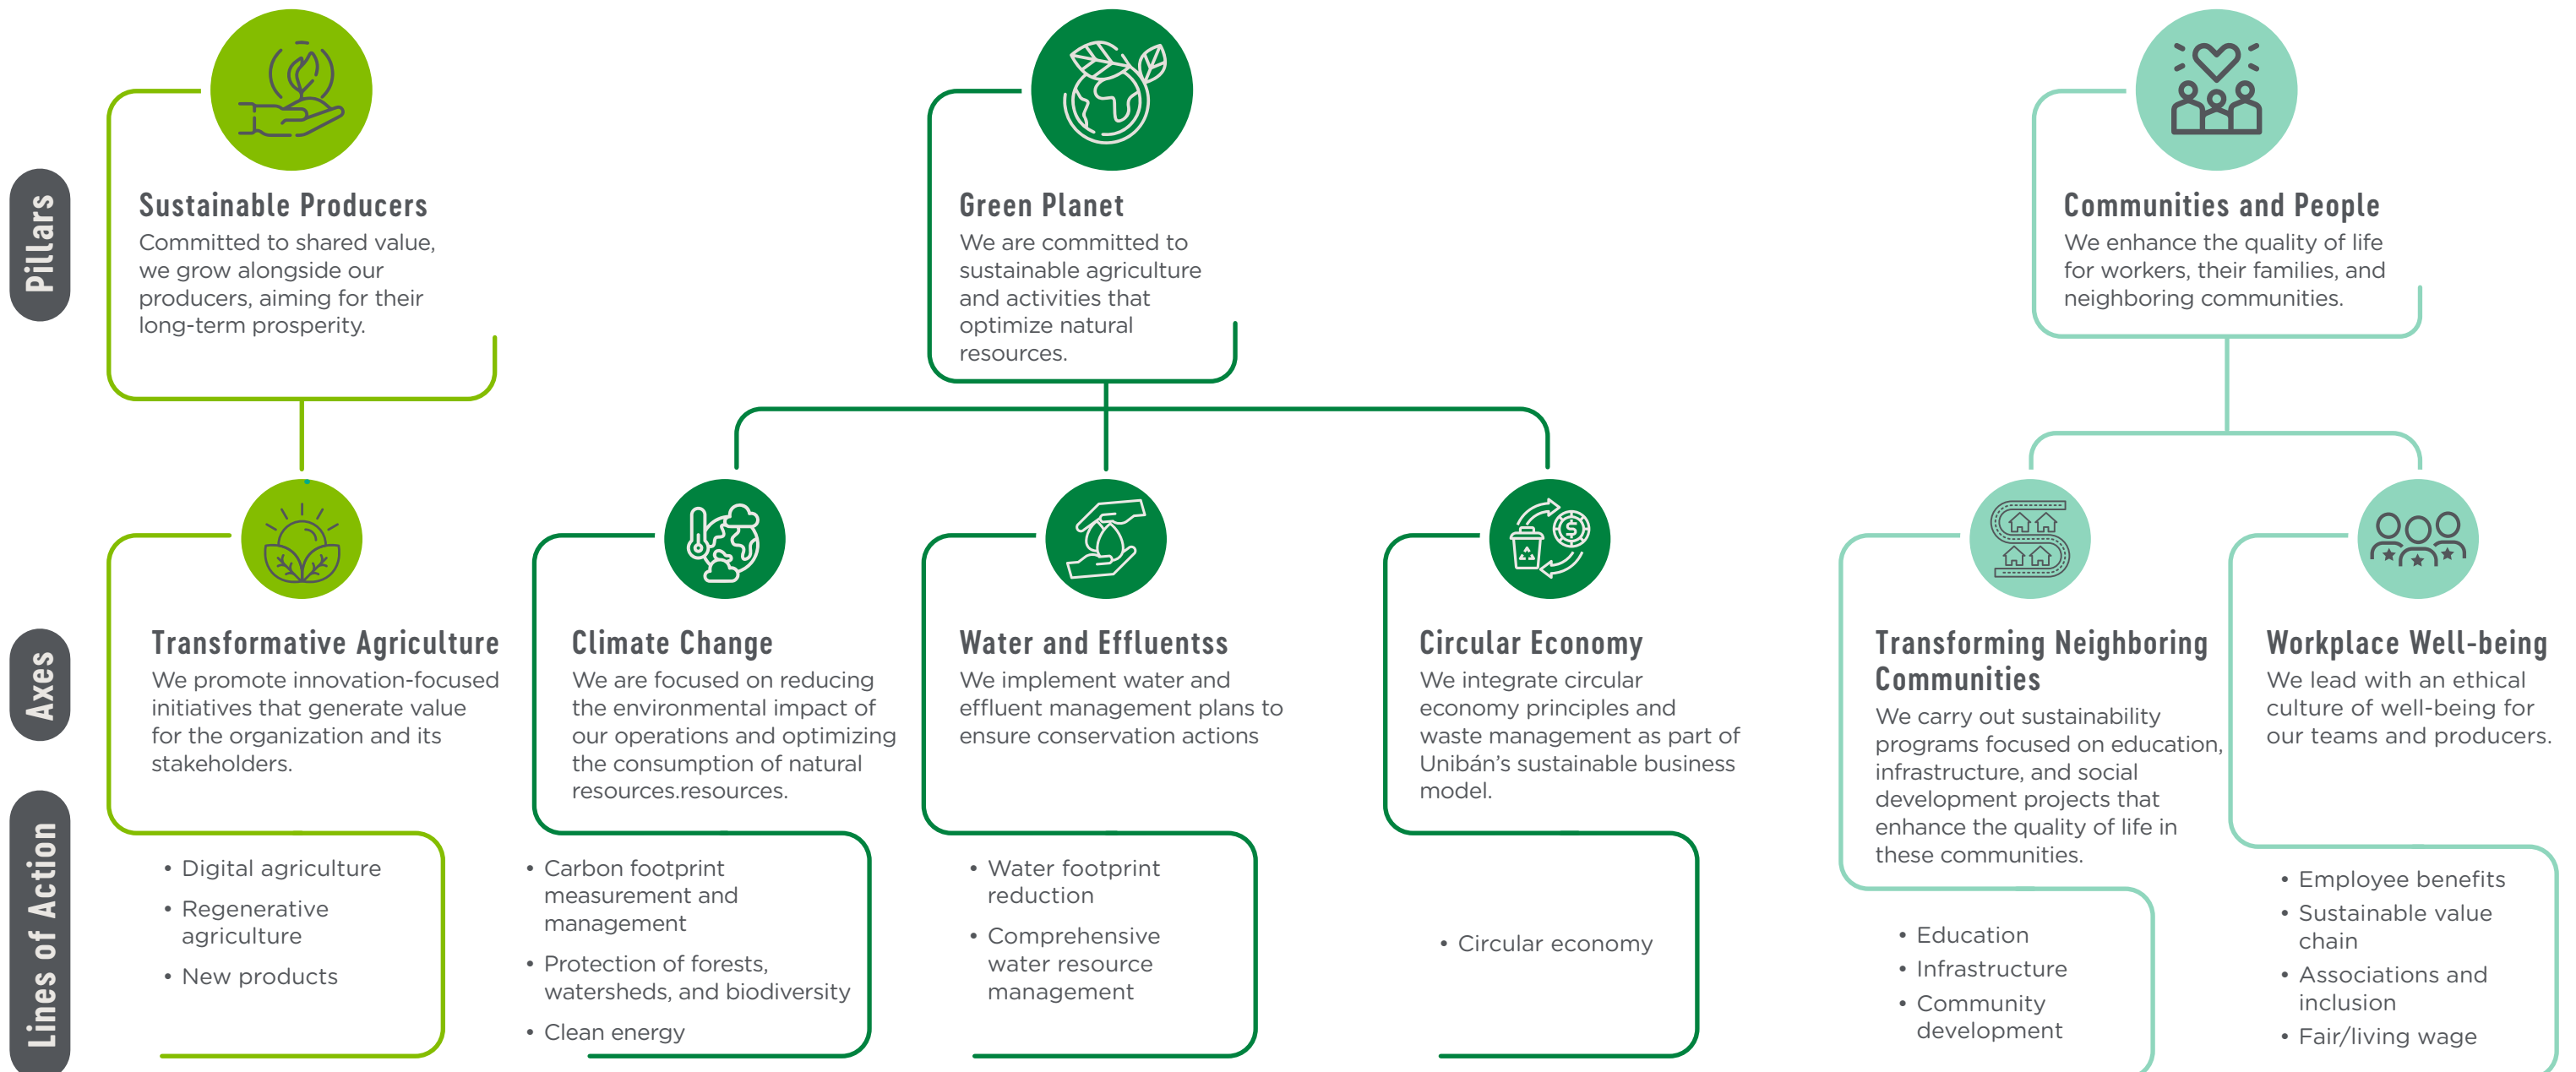 Pillars
Sustainable Producers
Committed to shared value,
we grow alongside our
producers, aiming for their
long-term prosperity.
Green Planet
We are committed to
sustainable agriculture
and activities that
optimize natural
resources.
Communities and People
We enhance the quality of life
for workers, their families, and
neighboring communities.
Axes
Transformative Agriculture
We promote innovation-focused
initiatives that generate value
for the organization and its
stakeholders.
Climate Change
We are focused on reducing
the environmental impact of
our operations and optimizing
the consumption of natural
resources.resources.
Water and Effluentss
We implement water and
effluent management plans to
ensure conservation actions
Circular Economy
We integrate circular
economy principles and
waste management as part of
Unibán’s sustainable business
model.
Transforming Neighboring
Communities
We carry out sustainability
programs focused on education,
infrastructure, and social
development projects that
enhance the quality of life in
these communities.
Workplace Well-being
We lead with an ethical
culture of well-being for
our teams and producers.
Lines of Action
• Digital agriculture
• Regenerative
agriculture
• New products
• Carbon footprint
measurement and
management
• Protection of forests,
watersheds, and biodiversity
• Clean energy
• Water footprint
reduction
• Comprehensive
water resource
management
• Circular economy
• Education
• Infrastructure
• Community
development
• Employee benefits
• Sustainable value
chain
• Associations and
inclusion
• Fair/living wage